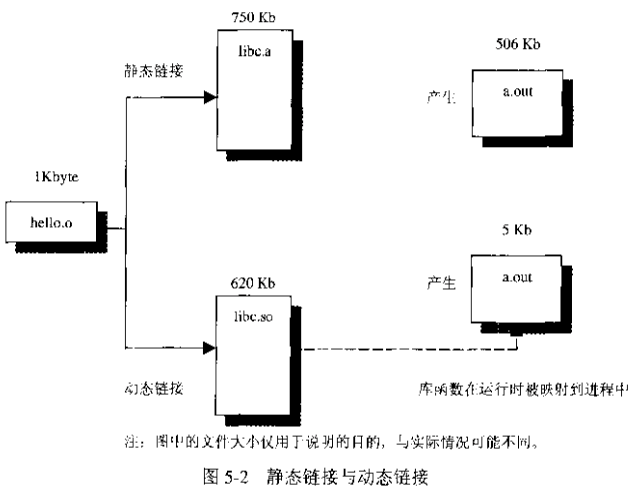 750 Kb
libc.a
静态链接
506 Kb
产生
a.out
1Kbyte
hello.o
5 Kb
产生
a.out
620 Kb
libc.so
动态链接
库函数在运行时被映射到进程中
注：图中的文件大小仅用于说明的目的，与实际情况可能不同。
图 5-2 静态链接与动态链接